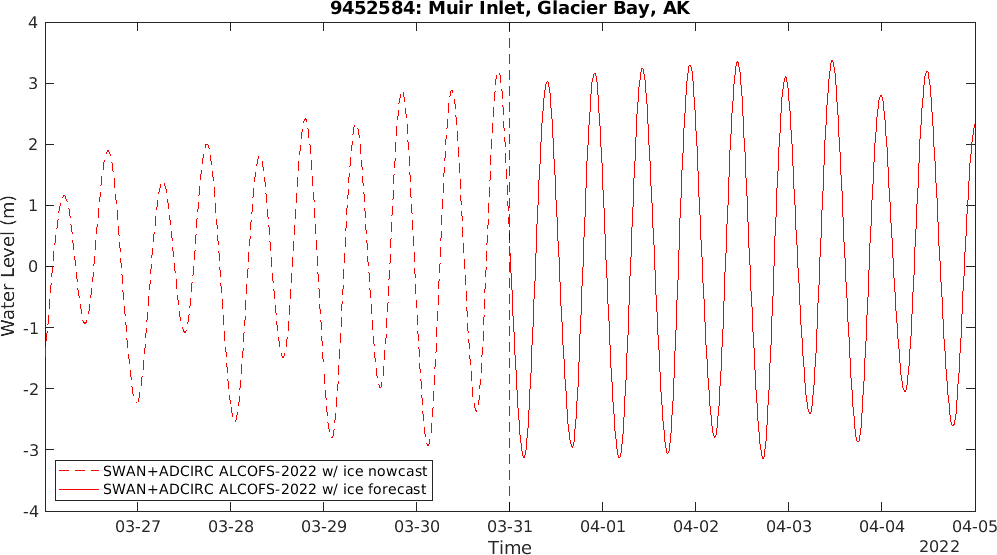 9452584: Muir Inlet, Glacier Bay, AK
4
3
2
1
0
-1
-2
-3
-4
Water Level (m)
SWAN+ADCIRC ALCOFS-2022 w/ ice nowcast
SWAN+ADCIRC ALCOFS-2022 w/ ice forecast
03-27 03-28 03-29 03-30 03-31 04-01 04-02 04-03 04-04 04-05
Time
2022